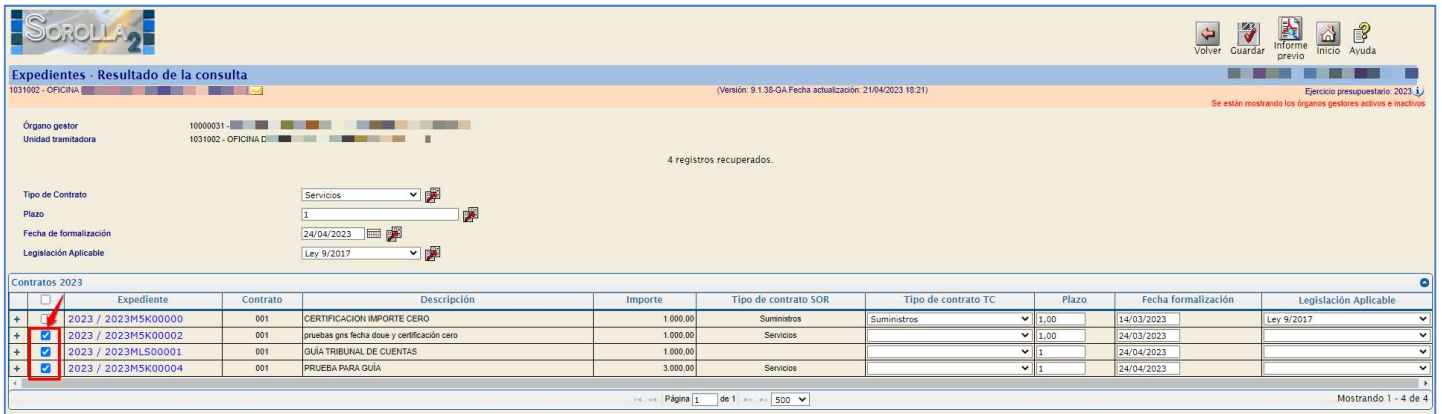 SOROLLA2
Volver Guardar Informe previo Inicio Ayuda
Expedientes - Resultado de la consulta
1031002 - OFICINA (Versión: 9.1.38-GA Fecha actualización: 21/04/2023 18:21) Ejercicio presupuestario: 2023
Se están mostrando los órganos gestores activos e inactivos
Órgano gestor 10000031 -
Unidad tramitadora 1031002 - OFICINA D
4 registros recuperados.
Tipo de Contrato Servicios
Plazo 1
Fecha de formalización 24/04/2023
Legislación Aplicable Ley 9/2017
Contratos 2023
Expediente Contrato Descripción Importe Tipo de contrato SOR Tipo de contrato TC Plazo Fecha formalización Legislación Aplicable
+ 2023 / 2023M5K00000 001 CERTIFICACION IMPORTE CERO 1.000,00 Suministros Suministros 1,00 14/03/2023 Ley 9/2017
+ 2023 / 2023M5K00002 001 pruebas gns fecha doue y certificación cero 1.000,00 Servicios 1,00 24/03/2023
+ 2023 / 2023MLS00001 001 GUÍA TRIBUNAL DE CUENTAS 1.000,00 1 24/04/2023
+ 2023 / 2023M5K00004 001 PRUEBA PARA GUÍA 3.000,00 Servicios 1 24/04/2023
Página 1 de 1 500 Mostrando 1 - 4 de 4